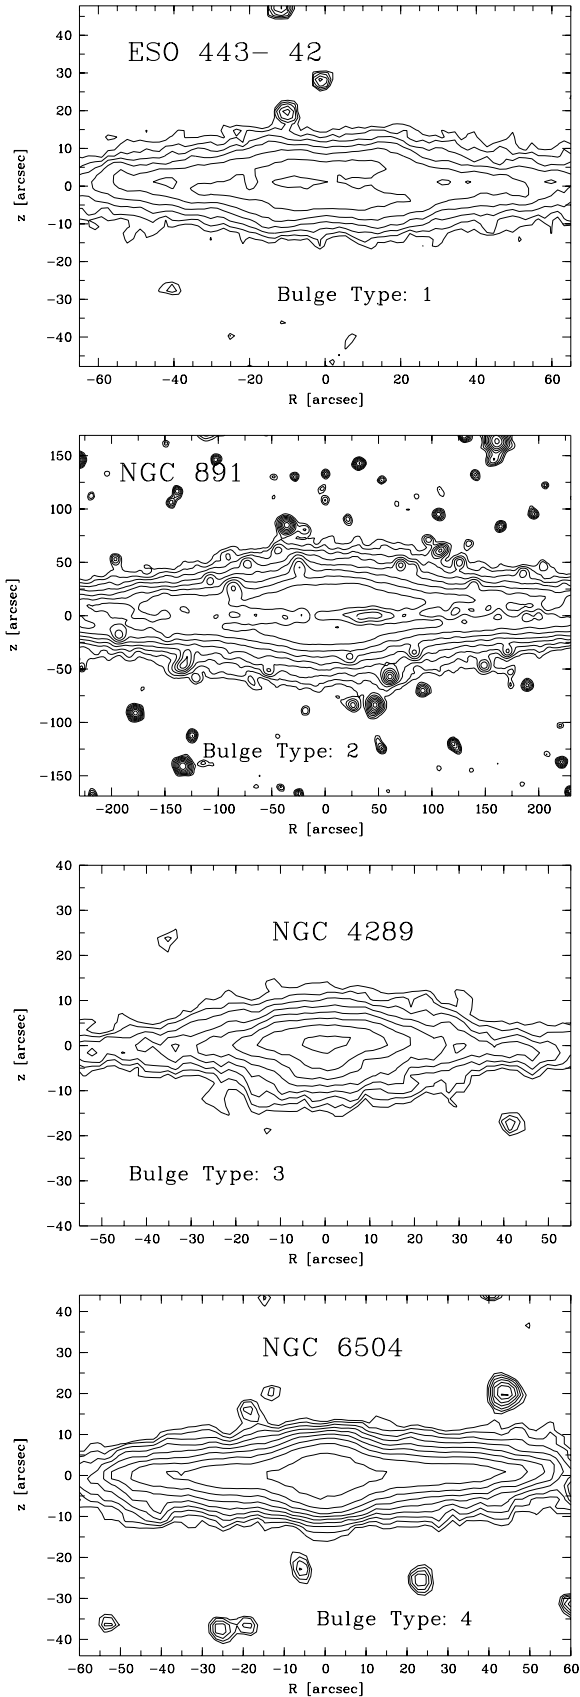 ESO 443- 42
40
20
0
-20
-40
z [arcsec]
Bulge Type: 1
-60 -40 -20 0 20 40 60
R [arcsec]
NGC 891
150
100
50
0
-50
-100
-150
z [arcsec]
Bulge Type: 2
-200 -150 -100 -50 0 50 100 150 200
R [arcsec]
40
30
20
10
0
-10
-20
-30
-40
z [arcsec]
NGC 4289
Bulge Type: 3
-50 -40 -30 -20 -10 0 10 20 30 40 50
R [arcsec]
40
30
20
10
0
-10
-20
-30
-40
z [arcsec]
NGC 6504
Bulge Type: 4
-60 -50 -40 -30 -20 -10 0 10 20 30 40 50 60
R [arcsec]